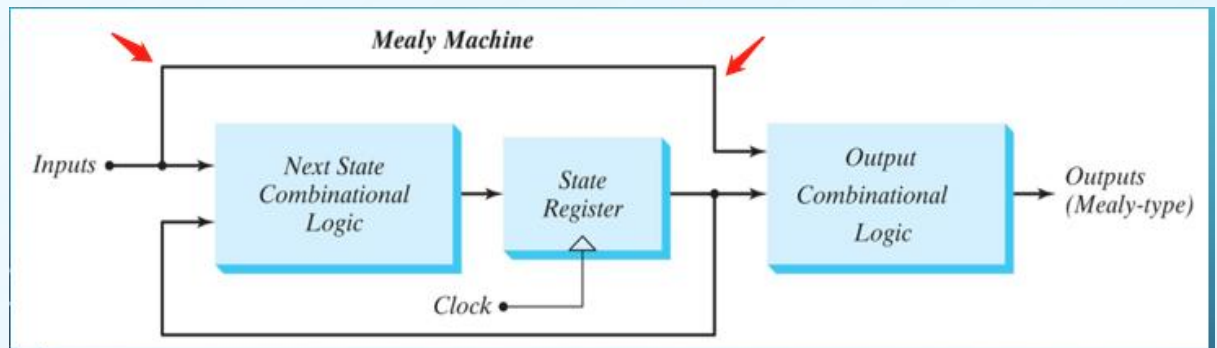 Mealy Machine
Inputs
Next State
Combinational
Logic
State
Register
Clock
Output
Combinational
Logic
Outputs
(Mealy-type)